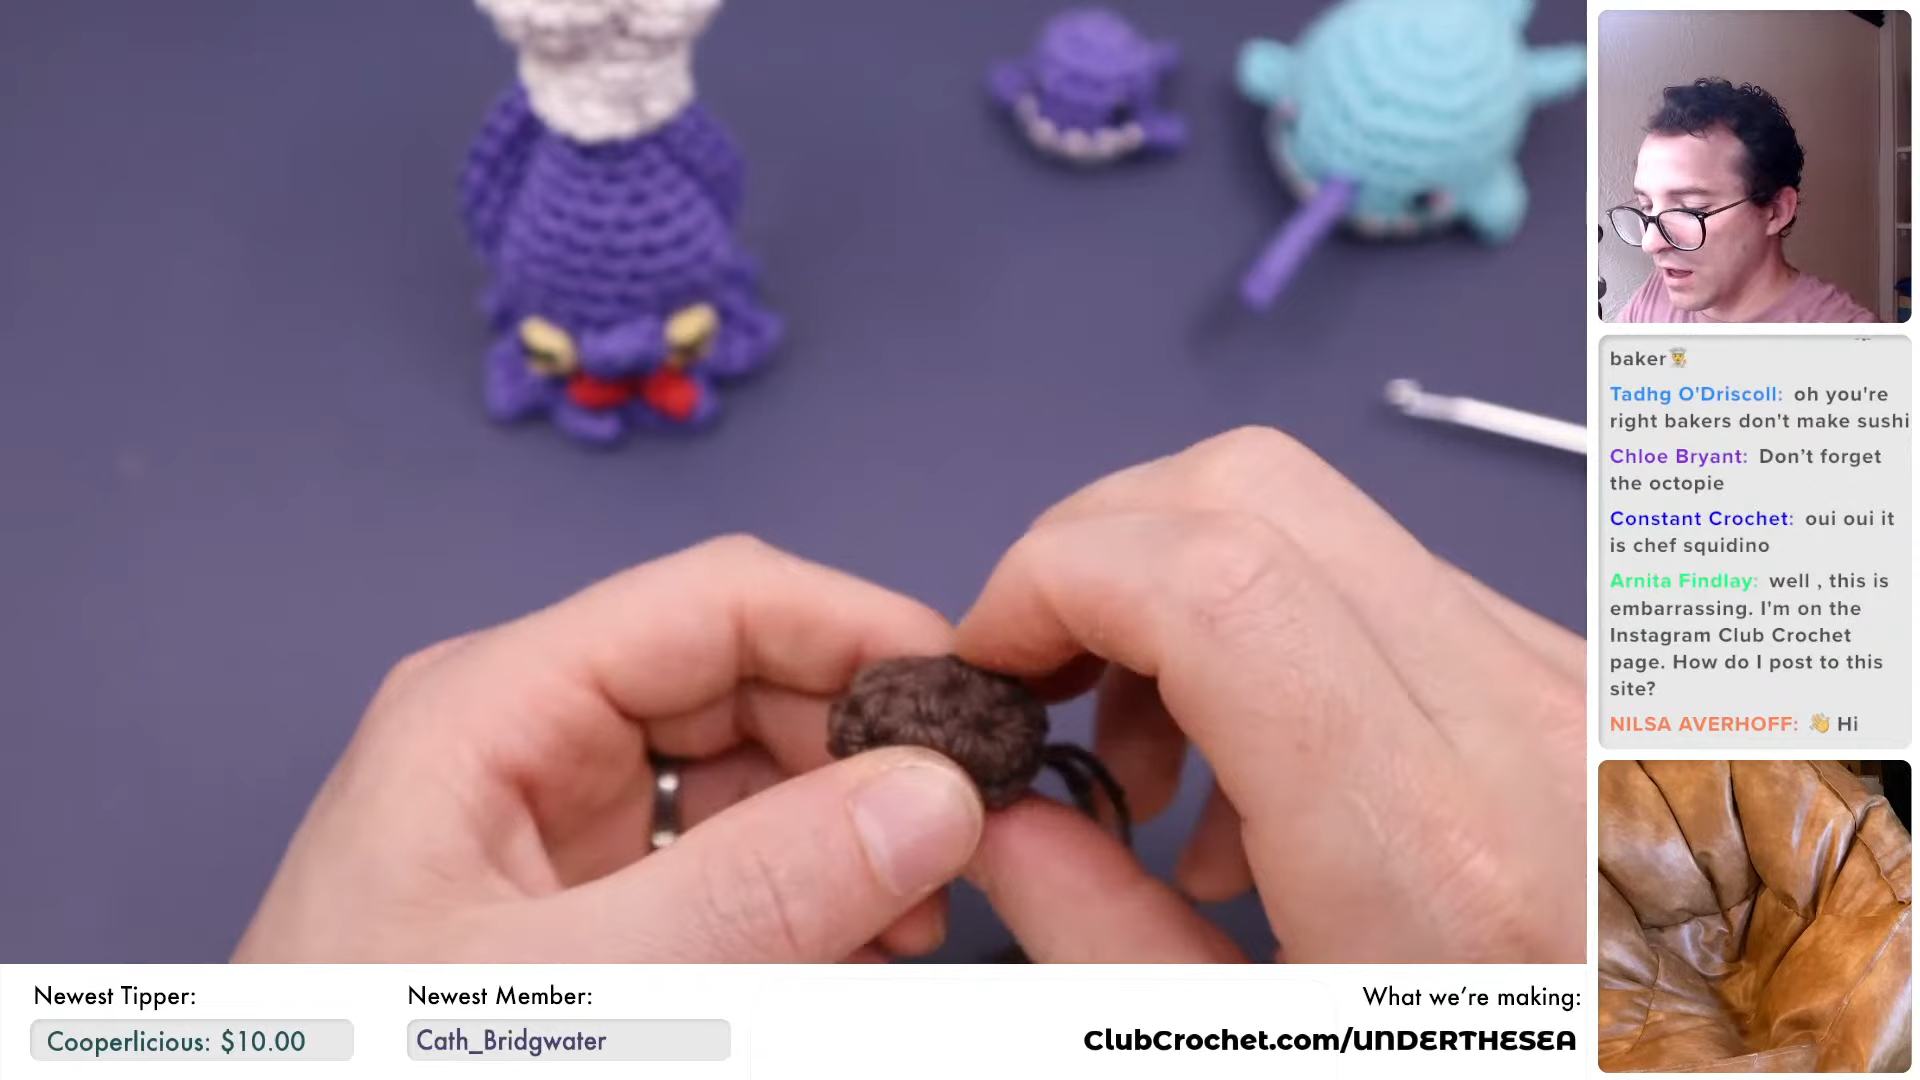 baker👨‍🍳
Tadhg O'Driscoll: oh you're
right bakers don't make sushi
Chloe Bryant: Don’t forget
the octopie
Constant Crochet: oui oui it
is chef squidino
Arnita Findlay: well , this is
embarrassing. I'm on the
Instagram Club Crochet
page. How do I post to this
site?
NILSA AVERHOFF: 👋 Hi
Newest Tipper:
Cooperlicious: $10.00
Newest Member:
Cath_Bridgwater
What we’re making:
ClubCrochet.com/UNDERTHESEA